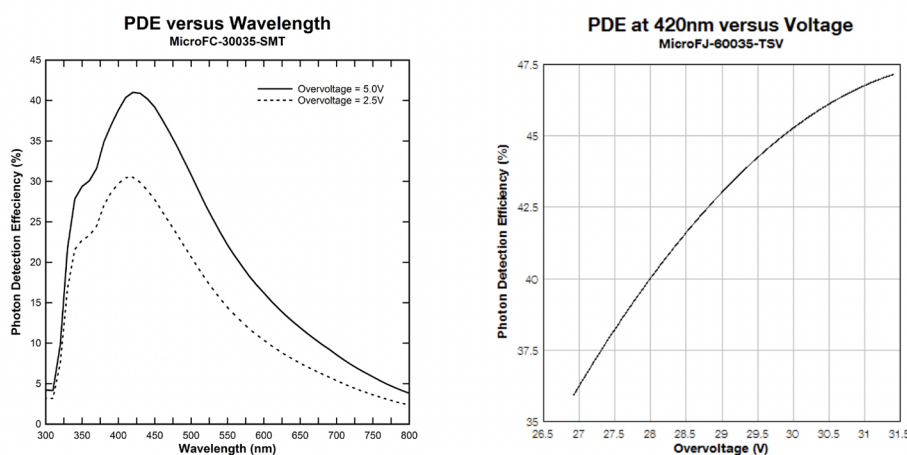 PDE versus Wavelength
MicroFC-30035-SMT
45
40
35
30
25
20
15
10
5
0
Photon Detection Effeciency (%)
Overvoltage = 5.0V
Overvoltage = 2.5V
300 350 400 450 500 550 600 650 700 750 800
Wavelength (nm)
PDE at 420nm versus Voltage
MicroFJ-60035-TSV
47.5
45
42.5
40
37.5
35
Photon Detection Efficiency (%)
26.5 27 27.5 28 28.5 29 29.5 30 30.5 31 31.5
Overvoltage (V)